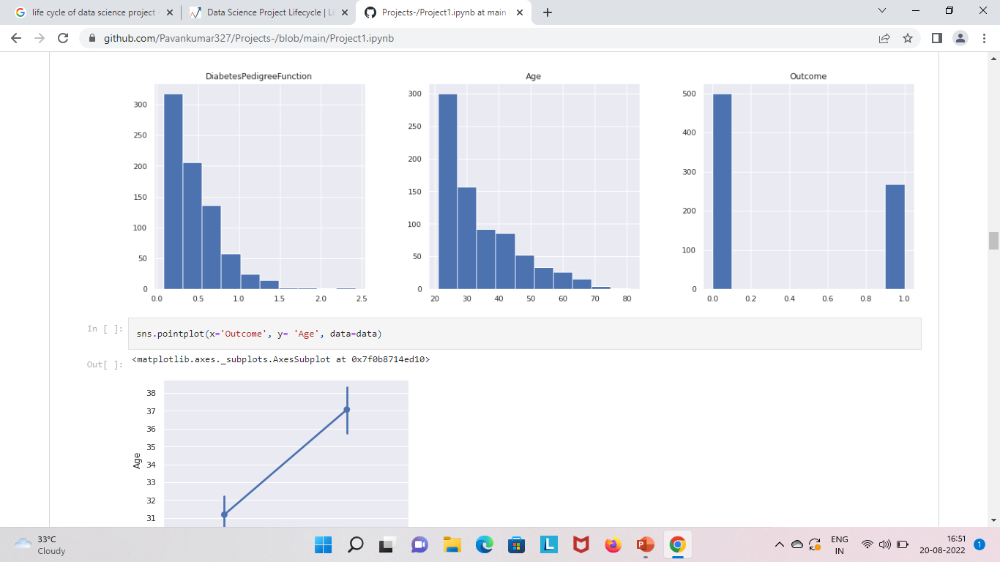 life cycle of data science project
Data Science Project Lifecycle | Li
Projects-/Project1.ipynb at main
github.com/Pavankumar327/Projects-/blob/main/Project1.ipynb
DiabetesPedigreeFunction
300
250
200
150
100
50
0
0.0 0.5 1.0 1.5 2.0 2.5
Age
300
250
200
150
100
50
0
20 30 40 50 60 70 80
Outcome
500
400
300
200
100
0
0.0 0.2 0.4 0.6 0.8 1.0
In [ ]:
sns.pointplot(x='Outcome', y= 'Age', data=data)
Out[ ]:
<matplotlib.axes._subplots.AxesSubplot at 0x7f0b8714ed10>
38
37
36
35
34
33
32
31
Age
33°C
Cloudy
L
P
ENG
IN
16:51
20-08-2022
1